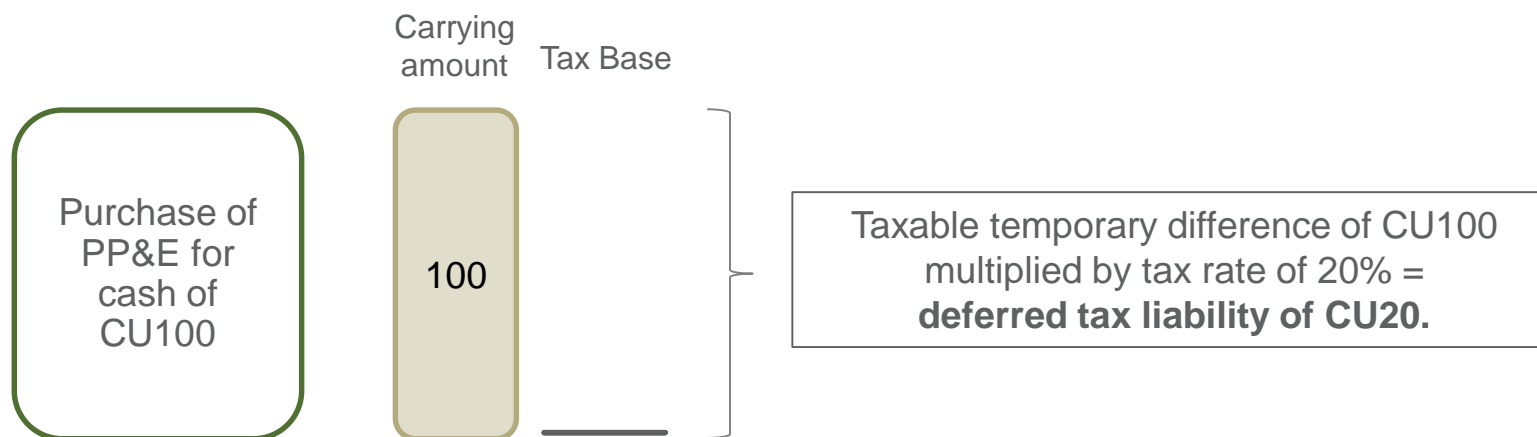 Carrying
amount
Tax Base
Purchase of
PP&E for
cash of
CU100
100
Taxable temporary difference of CU100
multiplied by tax rate of 20% =
deferred tax liability of CU20.